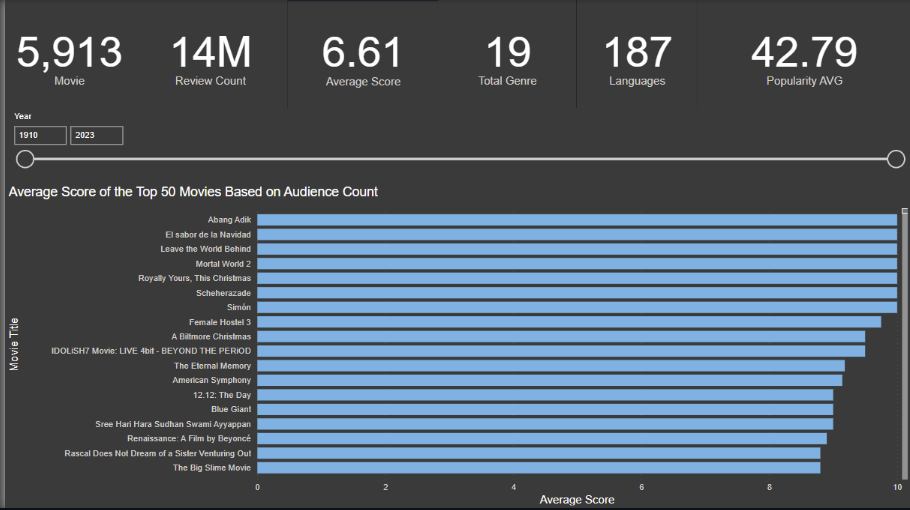 5,913 14M 6.61 19 187 42.79
Movie Review Count Average Score Total Genre Languages Popularity AVG
Year
1910 2023
Average Score of the Top 50 Movies Based on Audience Count
Movie Title
Abang Adik
El sabor de la Navidad
Leave the World Behind
Mortal World 2
Royally Yours, This Christmas
Scheherazade
Simón
Female Hostel 3
A Biltmore Christmas
IDOLiSH7 Movie: LIVE 4bit - BEYOND THE PERiOD
The Eternal Memory
American Symphony
12.12: The Day
Blue Giant
Sree Hari Hara Sudhan Swami Ayyappan
Renaissance: A Film by Beyoncé
Rascal Does Not Dream of a Sister Venturing Out
The Big Slime Movie
0 2 4 6 8 10
Average Score